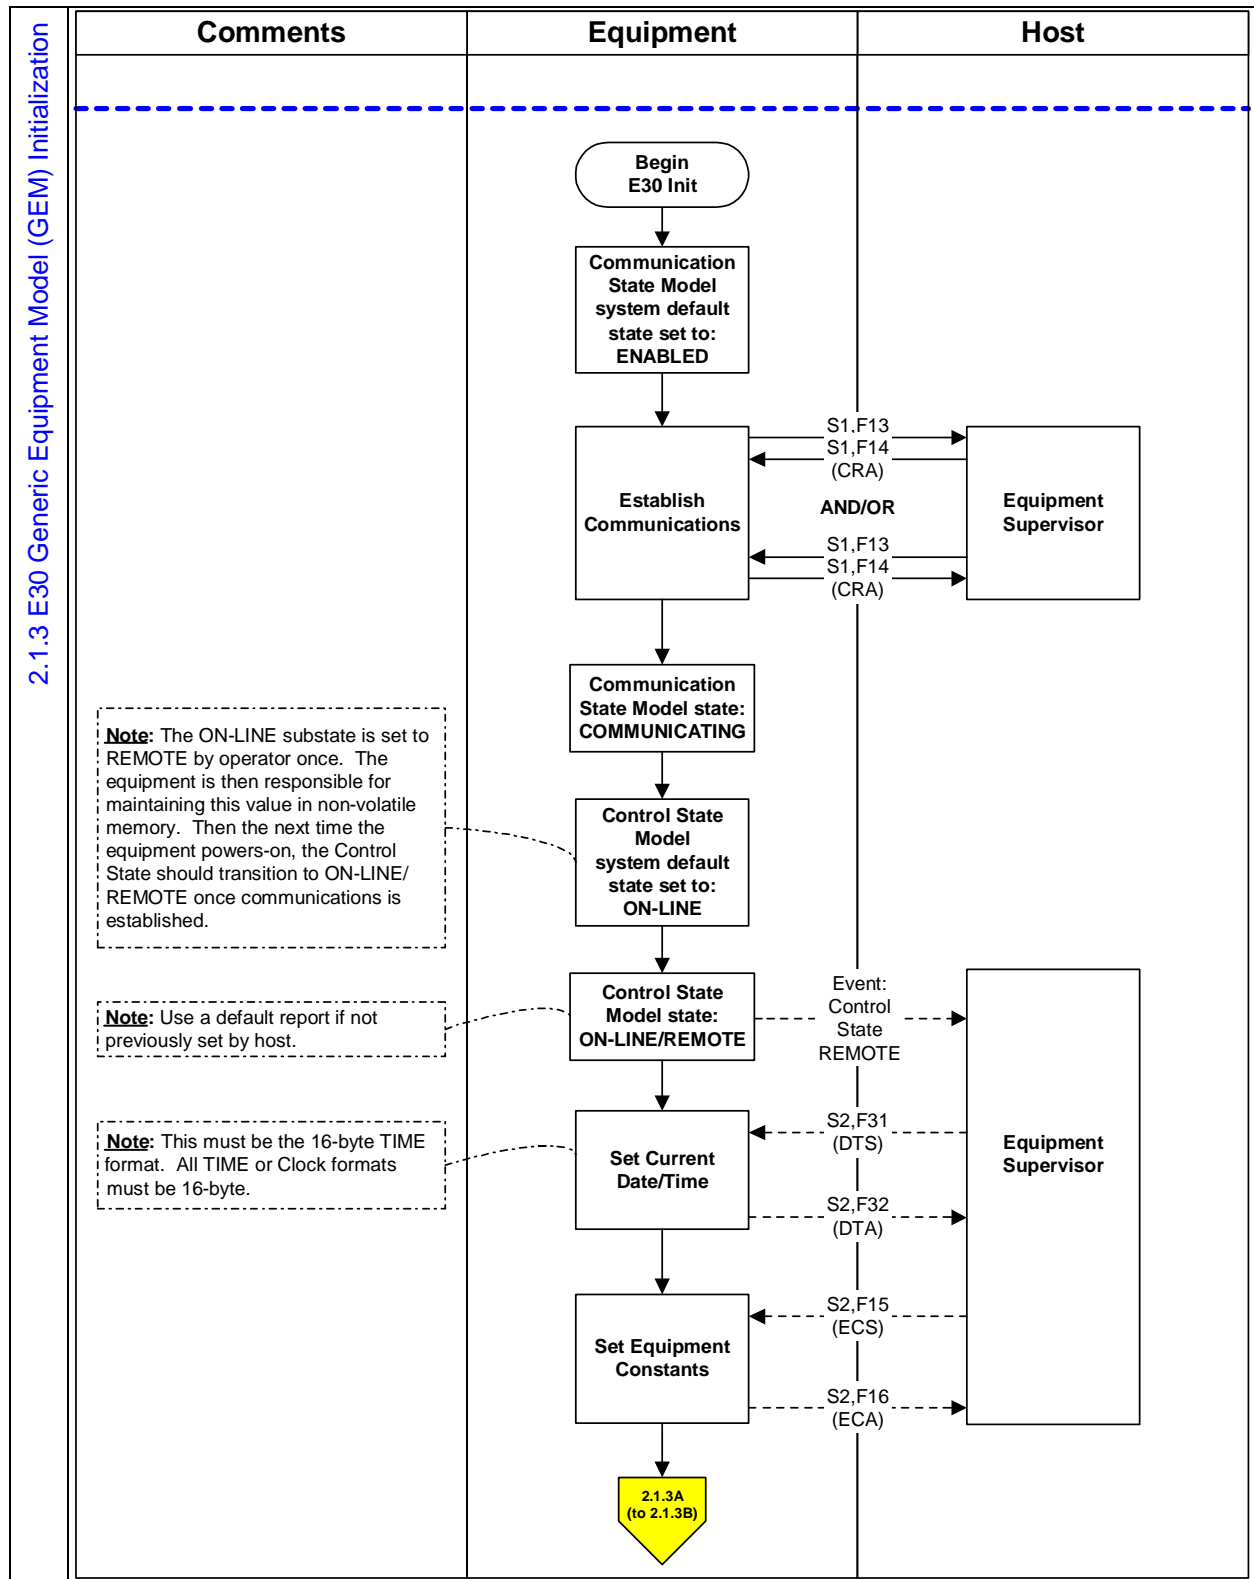 2.1.3 E30 Generic Equipment Model (GEM) Initialization
Comments
Equipment
Host
Begin
E30 Init
Communication
State Model
system default
state set to:
ENABLED
Establish
Communications
S1,F13
S1,F14
(CRA)
AND/OR
S1,F13
S1,F14
(CRA)
Equipment
Supervisor
Communication
State Model state:
COMMUNICATING
Note: The ON-LINE substate is set to
REMOTE by operator once. The
equipment is then responsible for
maintaining this value in non-volatile
memory. Then the next time the
equipment powers-on, the Control
State should transition to ON-LINE/
REMOTE once communications is
established.
Control State
Model
system default
state set to:
ON-LINE
Note: Use a default report if not
previously set by host.
Control State
Model state:
ON-LINE/REMOTE
Event:
Control
State
REMOTE
Note: This must be the 16-byte TIME
format. All TIME or Clock formats
must be 16-byte.
Set Current
Date/Time
S2,F31
(DTS)
S2,F32
(DTA)
Equipment
Supervisor
Set Equipment
Constants
S2,F15
(ECS)
S2,F16
(ECA)
2.1.3A
(to 2.1.3B)